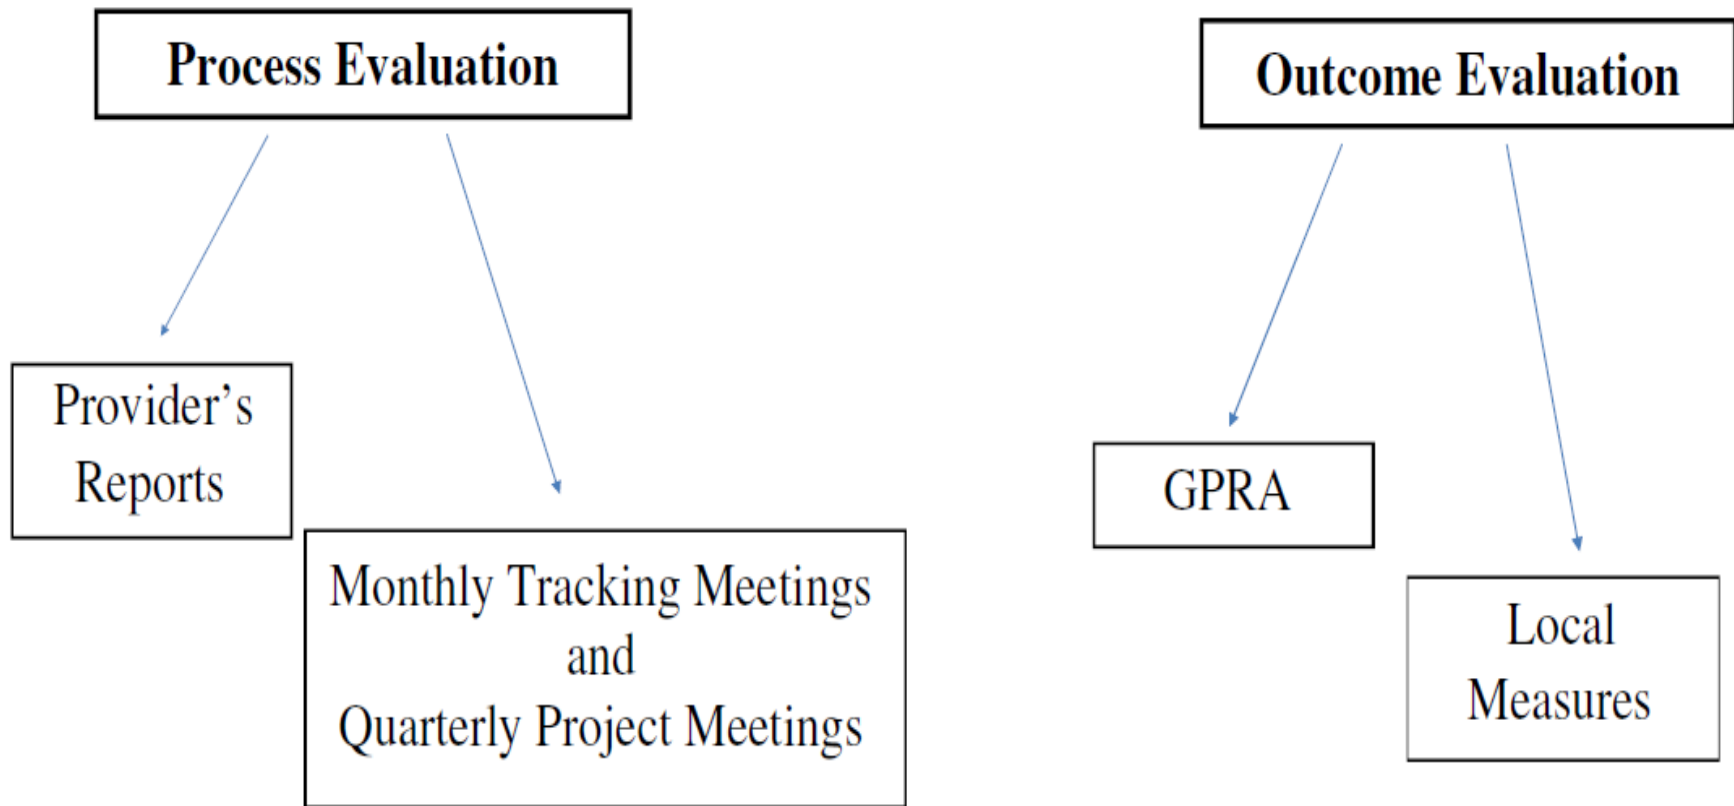 Process Evaluation
Outcome Evaluation
Provider’s
Reports
GPRA
Monthly Tracking Meetings
and
Quarterly Project Meetings
Local
Measures